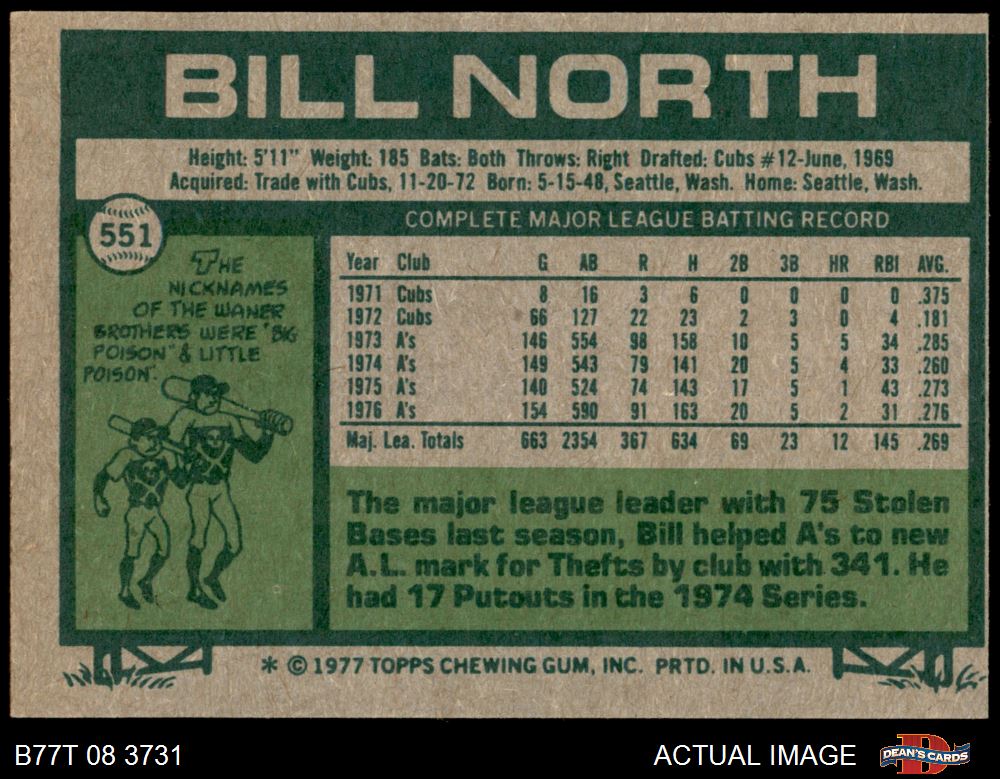 BILL NORTH
Height: 5'11" Weight: 185 Bats: Both Throws: Right Drafted: Cubs #12-June, 1969
Acquired: Trade with Cubs, 11-20-72 Born: 5-15-48, Seattle, Wash. Home: Seattle, Wash.
551
COMPLETE MAJOR LEAGUE BATTING RECORD
THE
NICKNAMES
OF THE WANER
BROTHERS WERE "BIG
POISON" & LITTLE
POISON".
Year Club G AB R H 2B 3B HR RBI AVG.
1971 Cubs 8 16 3 6 0 0 0 0 .375
1972 Cubs 66 127 22 23 2 3 0 4 .181
1973 A's 146 554 98 158 10 5 5 34 .285
1974 A's 149 543 79 141 20 5 4 33 .260
1975 A's 140 524 74 143 17 5 1 43 .273
1976 A's 154 590 91 163 20 5 2 31 .276
Maj. Lea. Totals 663 2354 367 634 69 23 12 145 .269
The major league leader with 75 Stolen
Bases last season, Bill helped A's to new
A.L. mark for Thefts by club with 341. He
had 17 Putouts in the 1974 Series.
* © 1977 TOPPS CHEWING GUM, INC. PRTD. IN U.S.A.
B77T 08 3731
ACTUAL IMAGE
DEAN'S CARDS